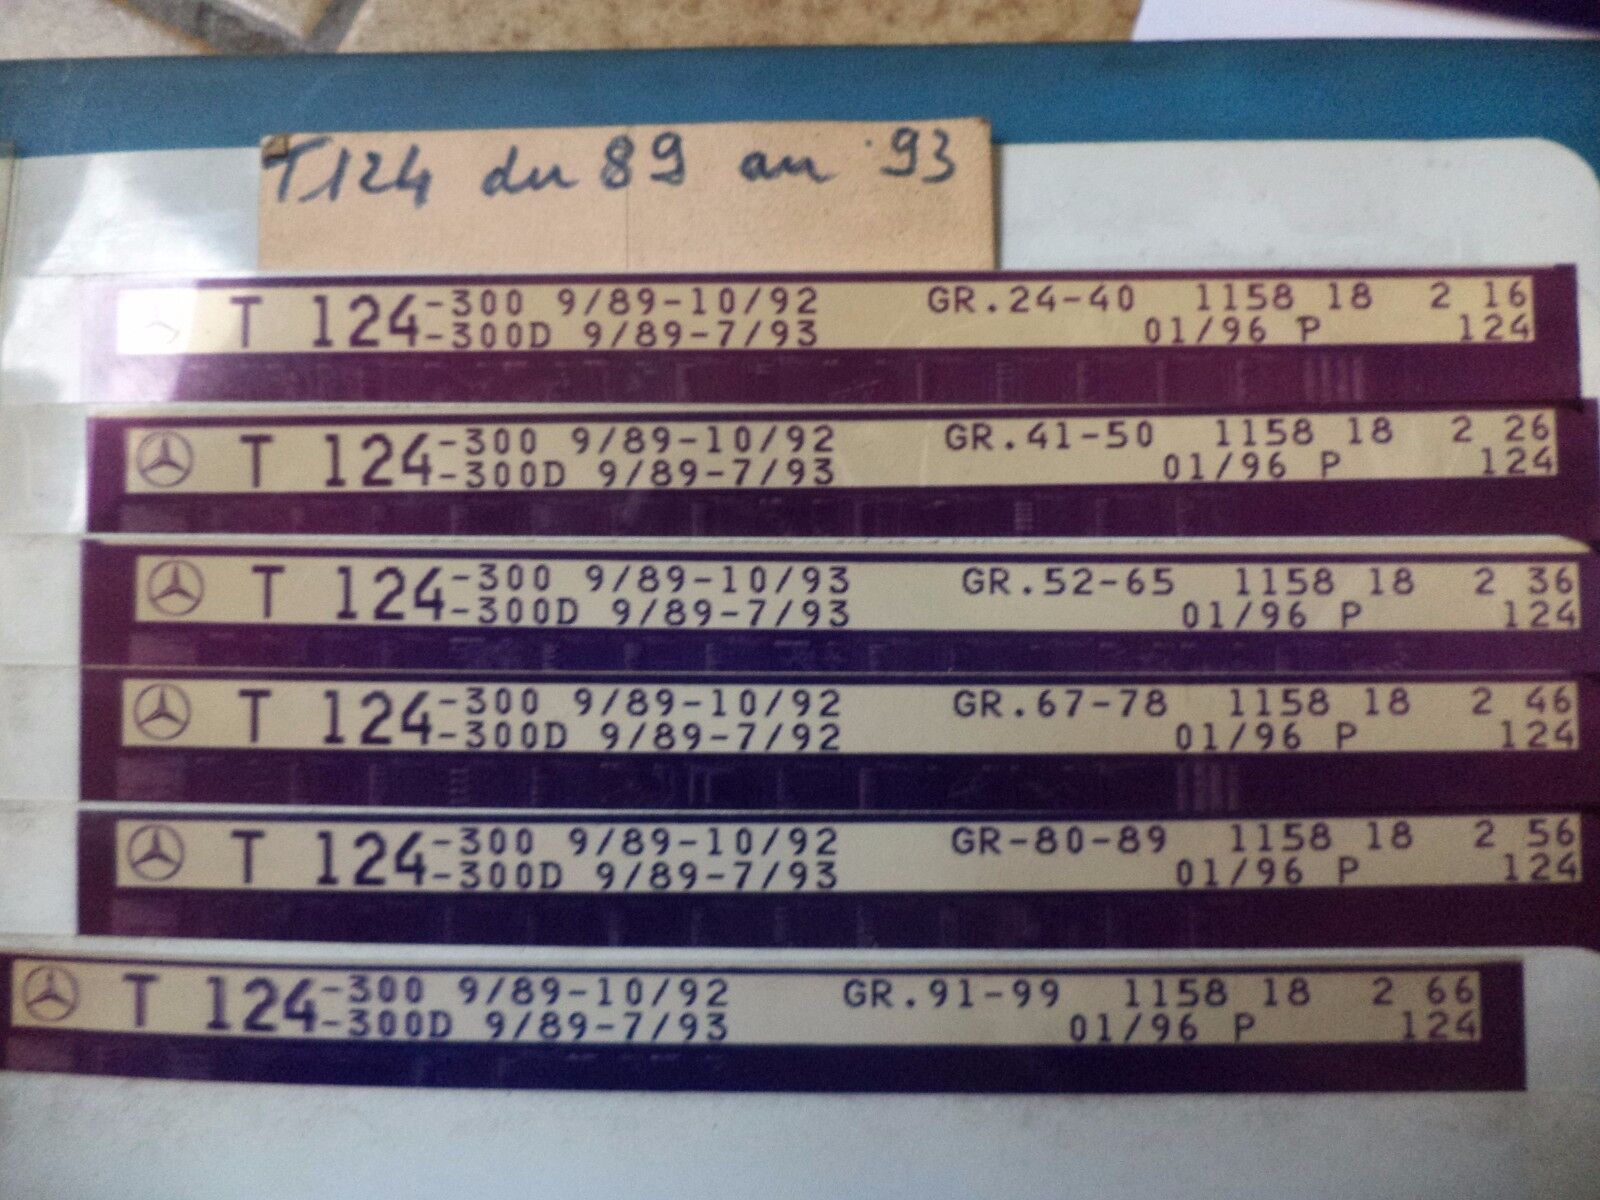 T124 du 89 au 93
T 124-300 9/89-10/92 GR.24-40 1158 18 2 16
-300D 9/89-7/93 01/96 P 124
T 124-300 9/89-10/92 GR.41-50 1158 18 2 26
-300D 9/89-7/93 01/96 P 124
T 124-300 9/89-10/93 GR.52-65 1158 18 2 36
-300D 9/89-7/93 01/96 P 124
T 124-300 9/89-10/92 GR.67-78 1158 18 2 46
-300D 9/89-7/92 01/96 P 124
T 124-300 9/89-10/92 GR-80-89 1158 18 2 56
-300D 9/89-7/93 01/96 P 124
T 124-300 9/89-10/92 GR.91-99 1158 18 2 66
-300D 9/89-7/93 01/96 P 124